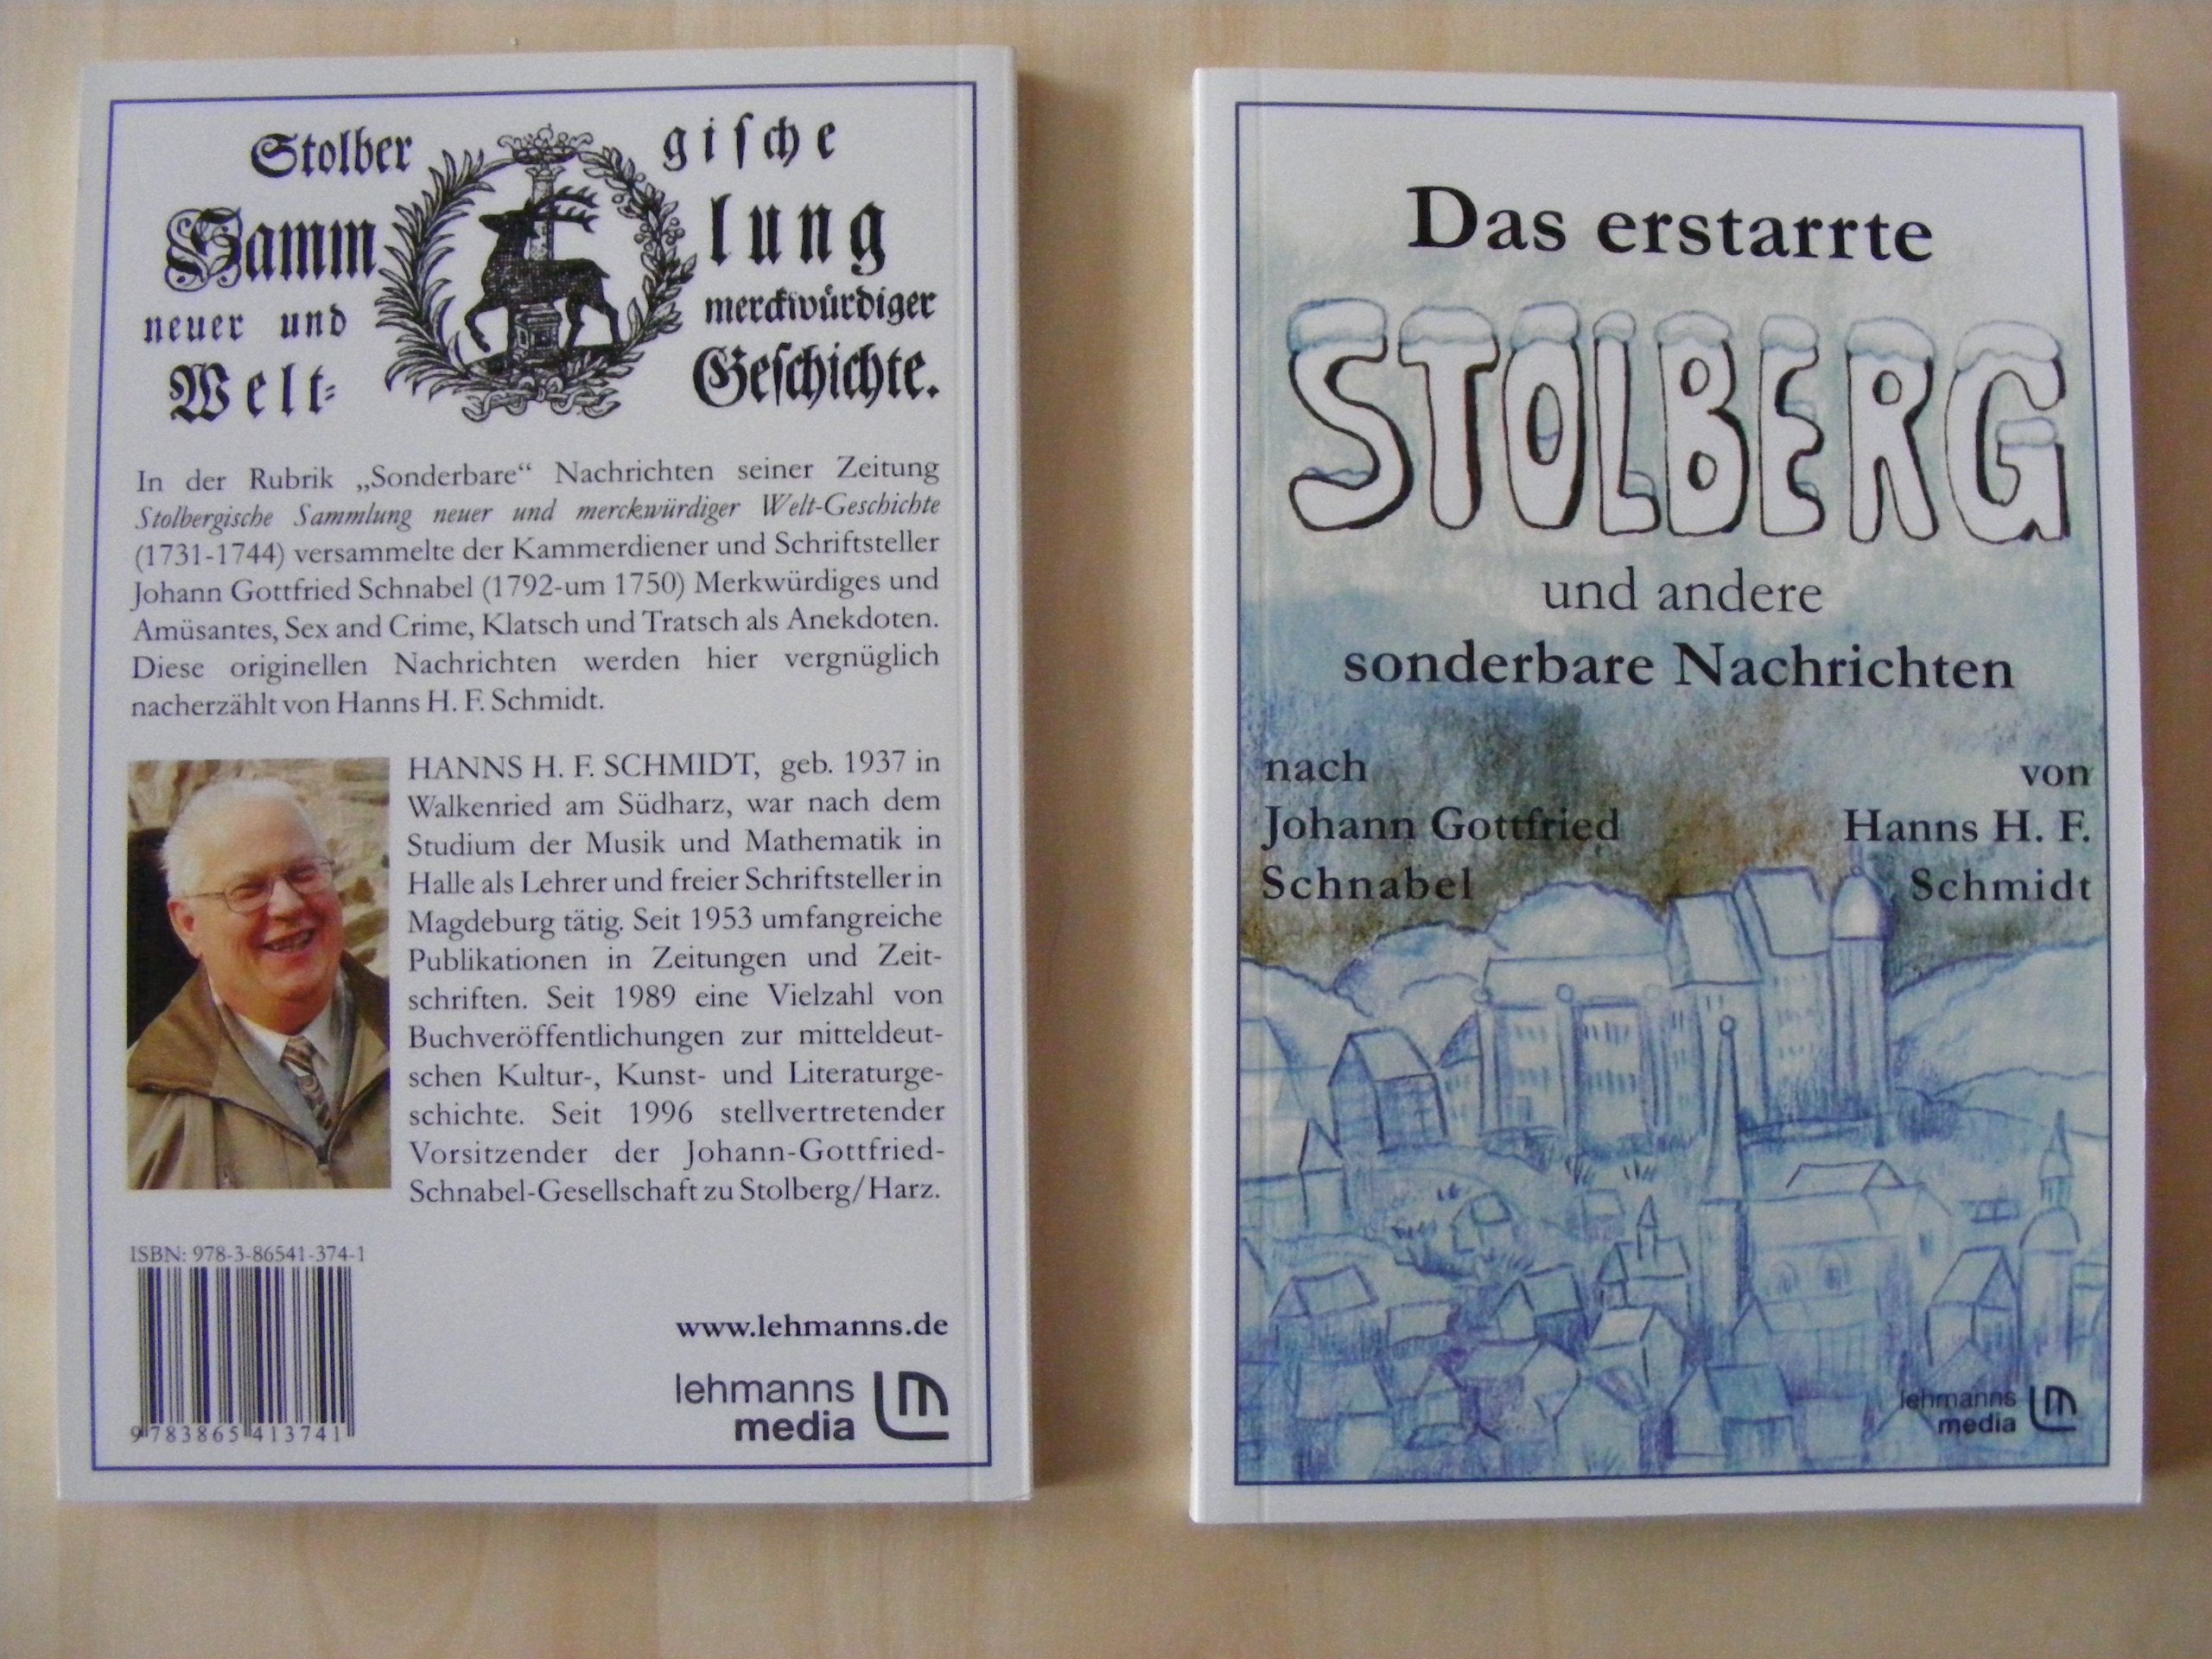 Stolber gische
Samm lung
neuer und merckwürdiger
Welt- Geschichte.
In der Rubrik „Sonderbare“ Nachrichten seiner Zeitung
Stolbergische Sammlung neuer und merckwürdiger Welt-Geschichte
(1731-1744) versammelte der Kammerdiener und Schriftsteller
Johann Gottfried Schnabel (1792-um 1750) Merkwürdiges und
Amüsantes, Sex and Crime, Klatsch und Tratsch als Anekdoten.
Diese originellen Nachrichten werden hier vergnüglich
nacherzählt von Hanns H. F. Schmidt.
HANNS H. F. SCHMIDT, geb. 1937 in
Walkenried am Südharz, war nach dem
Studium der Musik und Mathematik in
Halle als Lehrer und freier Schriftsteller in
Magdeburg tätig. Seit 1953 umfangreiche
Publikationen in Zeitungen und Zeit-
schriften. Seit 1989 eine Vielzahl von
Buchveröffentlichungen zur mitteldeut-
schen Kultur-, Kunst- und Literaturge-
schichte. Seit 1996 stellvertretender
Vorsitzender der Johann-Gottfried-
Schnabel-Gesellschaft zu Stolberg/Harz.
ISBN: 978-3-86541-374-1
9 783865 413741
www.lehmanns.de
lehmanns
media
Das erstarrte
STOLBERG
und andere
sonderbare Nachrichten
nach
Johann Gottfried
Schnabel
von
Hanns H. F.
Schmidt
lehmanns
media